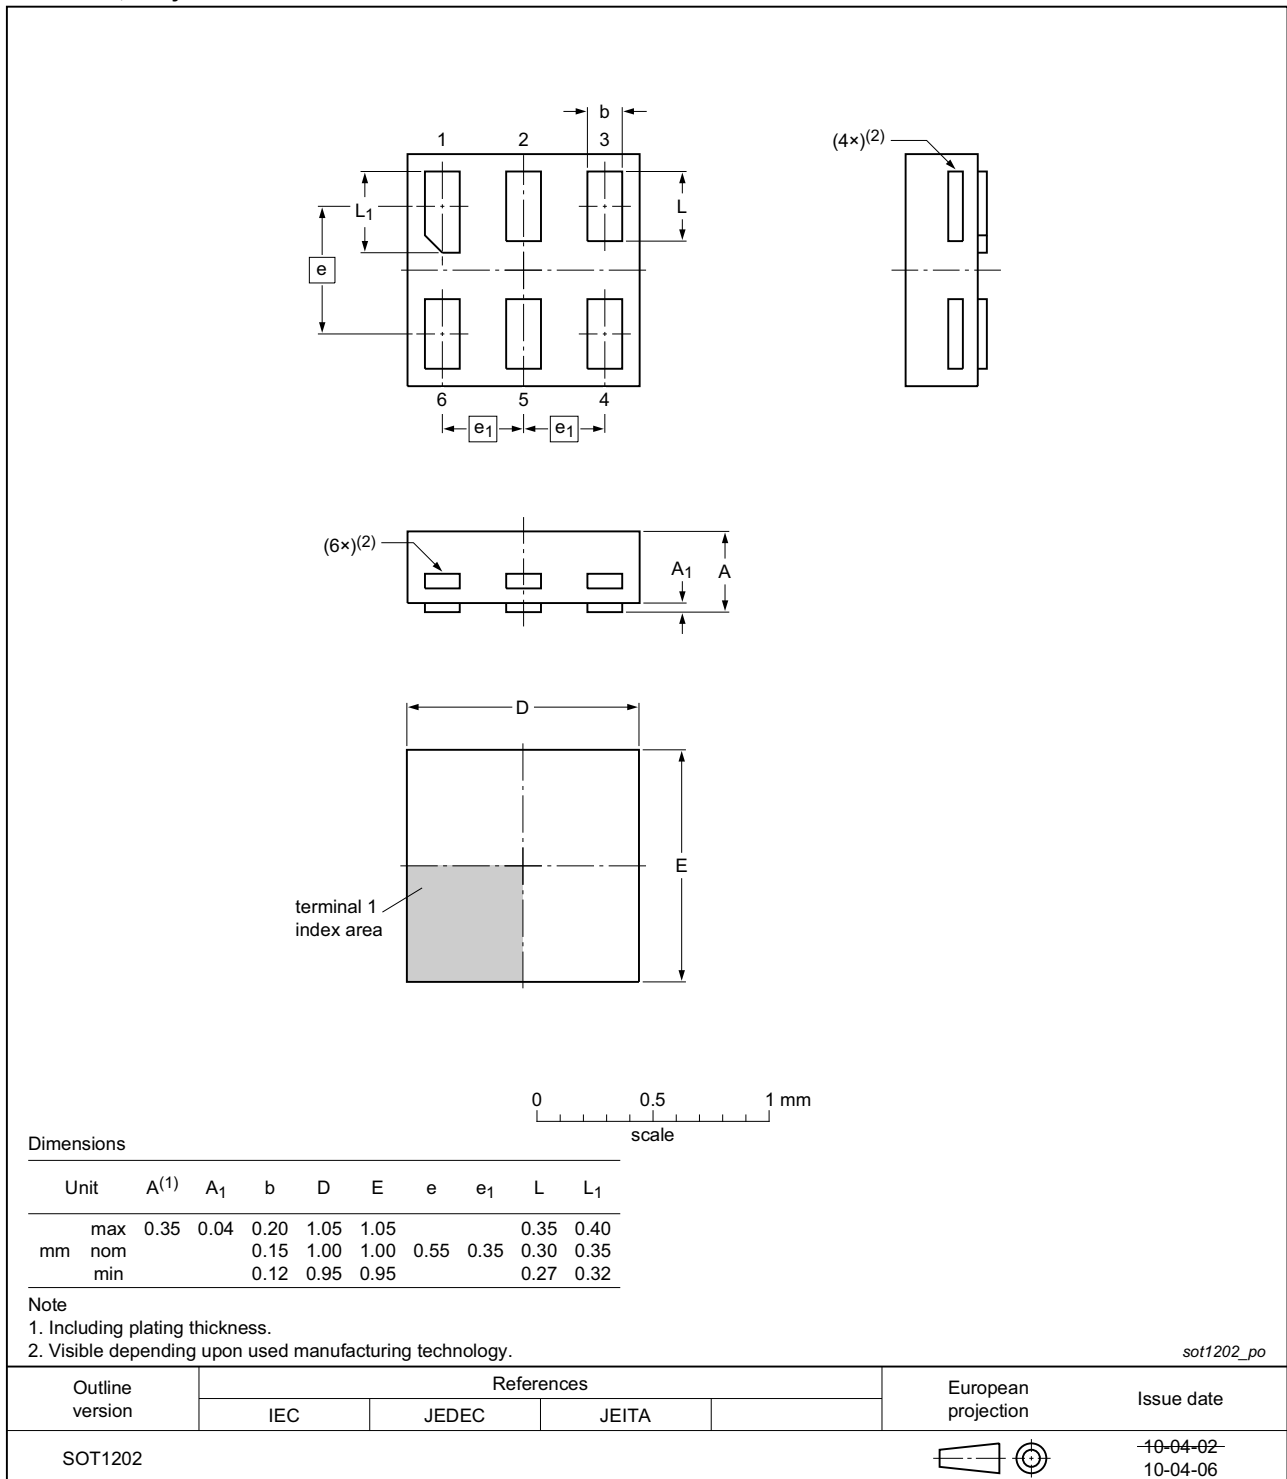 b
1 2 3
(4×)(2)
L1 L
e
6 5 4
e1 e1
(6×)(2)
A1 A
D
E
terminal 1
index area
0 0.5 1 mm
scale
Dimensions
Unit A(1) A1 b D E e e1 L L1
max 0.35 0.04 0.20 1.05 1.05 0.35 0.40
mm nom 0.15 1.00 1.00 0.55 0.35 0.30 0.35
min 0.12 0.95 0.95 0.27 0.32
Note
1. Including plating thickness.
2. Visible depending upon used manufacturing technology.
sot1202_po
Outline version
References
IEC JEDEC JEITA
European projection
Issue date
SOT1202
10-04-02
10-04-06